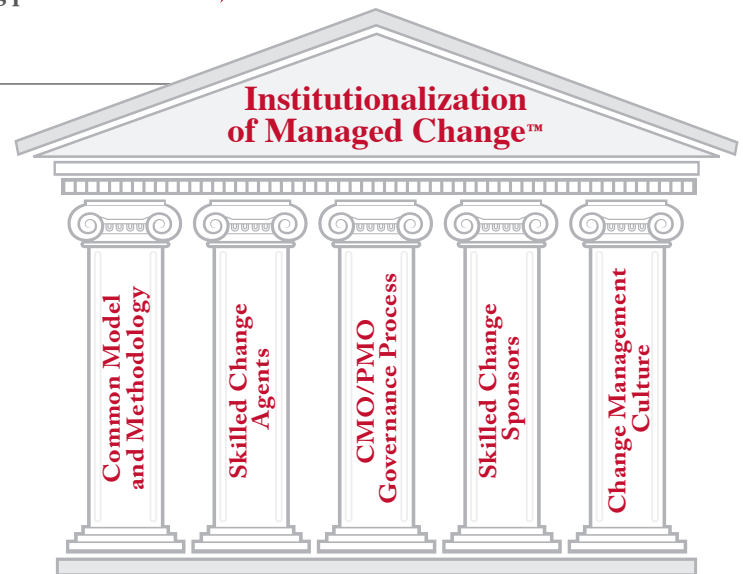 Institutionalization
of Managed Change™
Common Model
and Methodology
Skilled Change
Agents
CMO/PMO
Governance Process
Skilled Change
Sponsors
Change Management
Culture